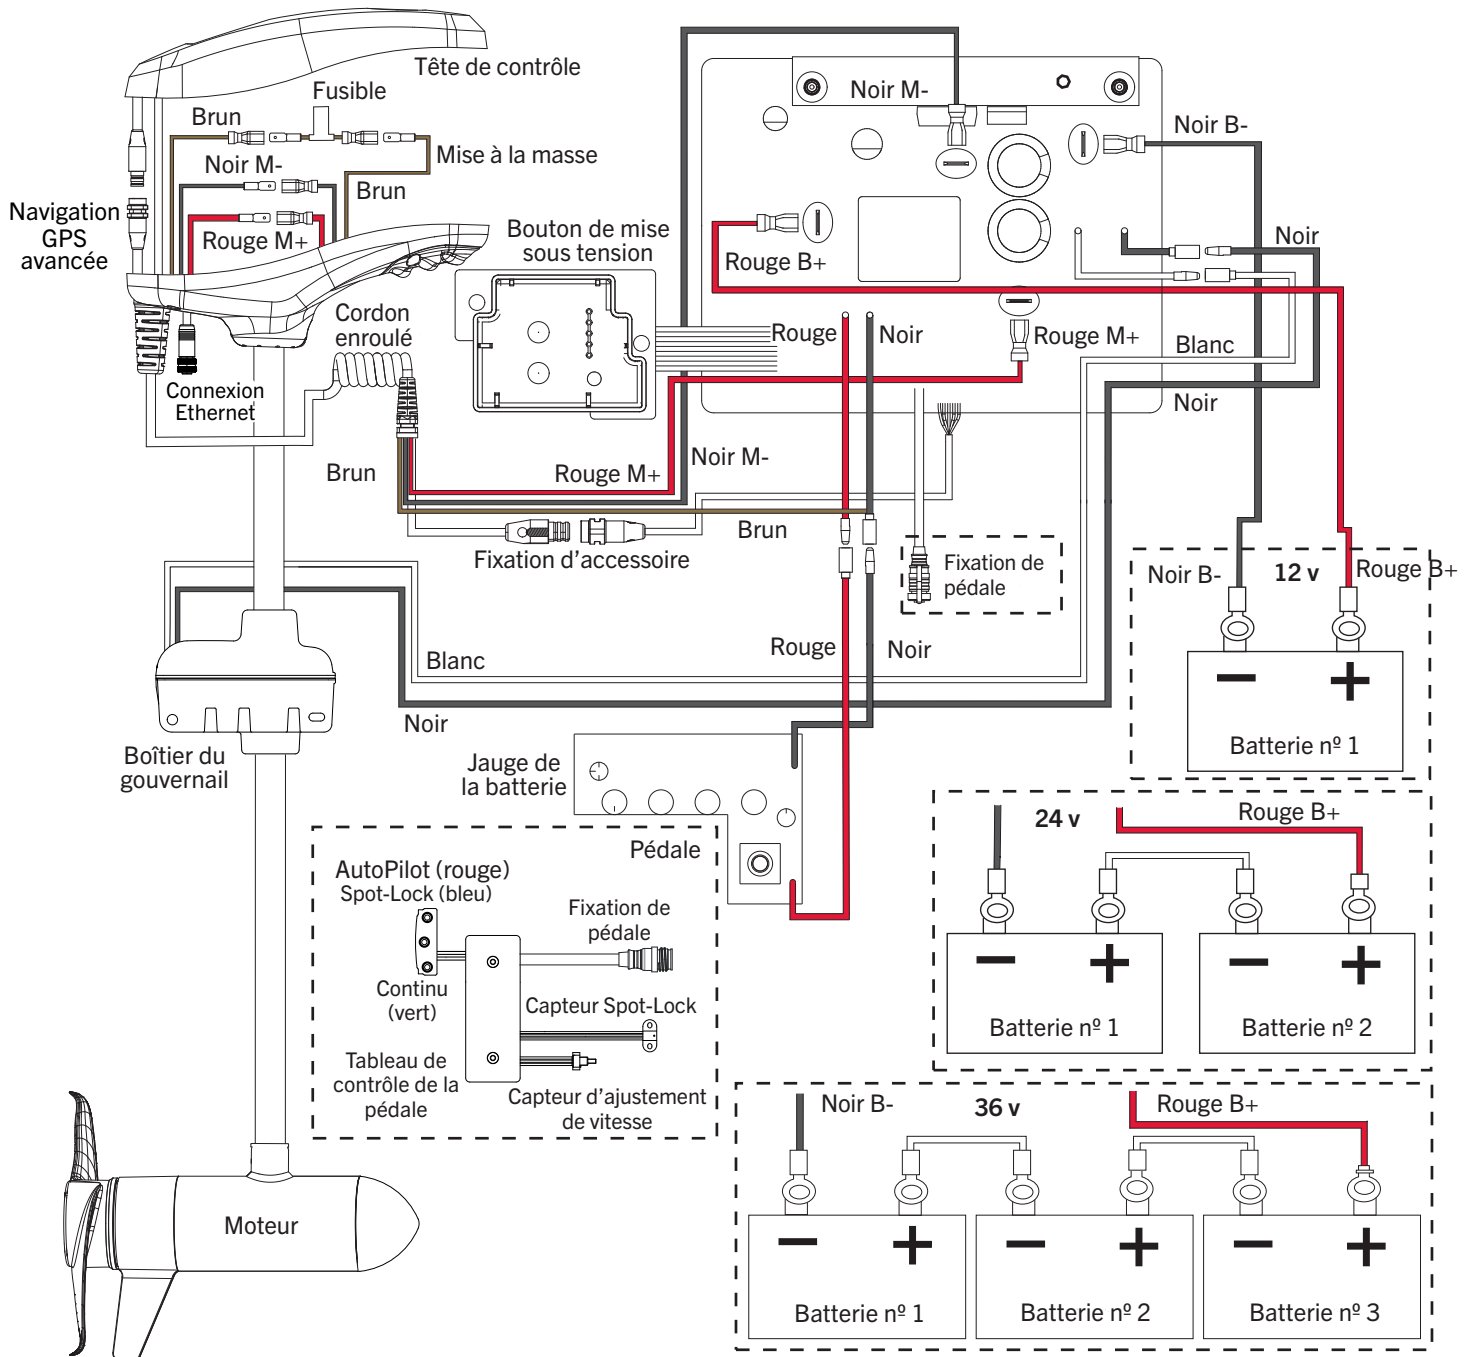 Tête de contrôle
Fusible
Brun
Mise à la masse
Noir M-
Brun
Rouge M+
Navigation
GPS
avancée
Bouton de mise
sous tension
Noir M-
Noir B-
Rouge B+
Noir
Cordon
enroulé
Rouge
Noir
Rouge M+
Blanc
Noir
Connexion
Ethernet
Brun
Rouge M+
Noir M-
Brun
Fixation d'accessoire
Fixation de
pédale
Noir B-
12 v
Rouge B+
Batterie nº 1
Rouge
Noir
Blanc
Noir
Boîtier du
gouvernail
Jauge de
la batterie
Pédale
24 v
Rouge B+
Batterie nº 1
Batterie nº 2
AutoPilot (rouge)
Spot-Lock (bleu)
Fixation de
pédale
Continu
(vert)
Capteur Spot-Lock
Tableau de
contrôle de la
pédale
Capteur d'ajustement
de vitesse
Noir B-
36 v
Rouge B+
Batterie nº 1
Batterie nº 2
Batterie nº 3
Moteur